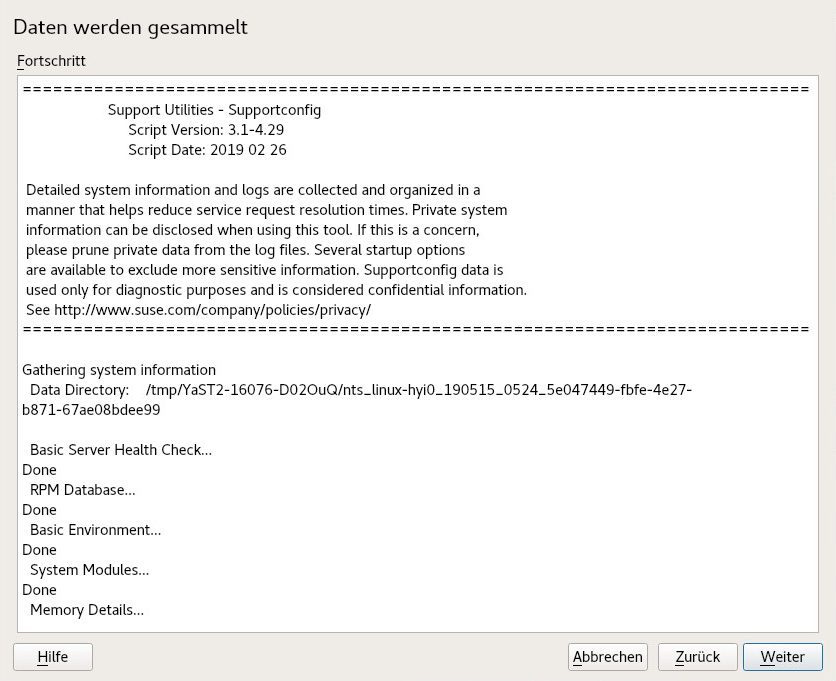 Daten werden gesammelt
Fortschritt
=============================================================================
Support Utilities - Supportconfig
Script Version: 3.1-4.29
Script Date: 2019 02 26
Detailed system information and logs are collected and organized in a
manner that helps reduce service request resolution times. Private system
information can be disclosed when using this tool. If this is a concern,
please prune private data from the log files. Several startup options
are available to exclude more sensitive information. Supportconfig data is
used only for diagnostic purposes and is considered confidential information.
See http://www.suse.com/company/policies/privacy/
=============================================================================
Gathering system information
Data Directory:    /tmp/YaST2-16076-D02OuQ/nts_linux-hyi0_190515_0524_5e047449-fbfe-4e27-
b871-67ae08bdee99
Basic Server Health Check...
Done
RPM Database...
Done
Basic Environment...
Done
System Modules...
Done
Memory Details...
Hilfe
Abbrechen
Zurück
Weiter